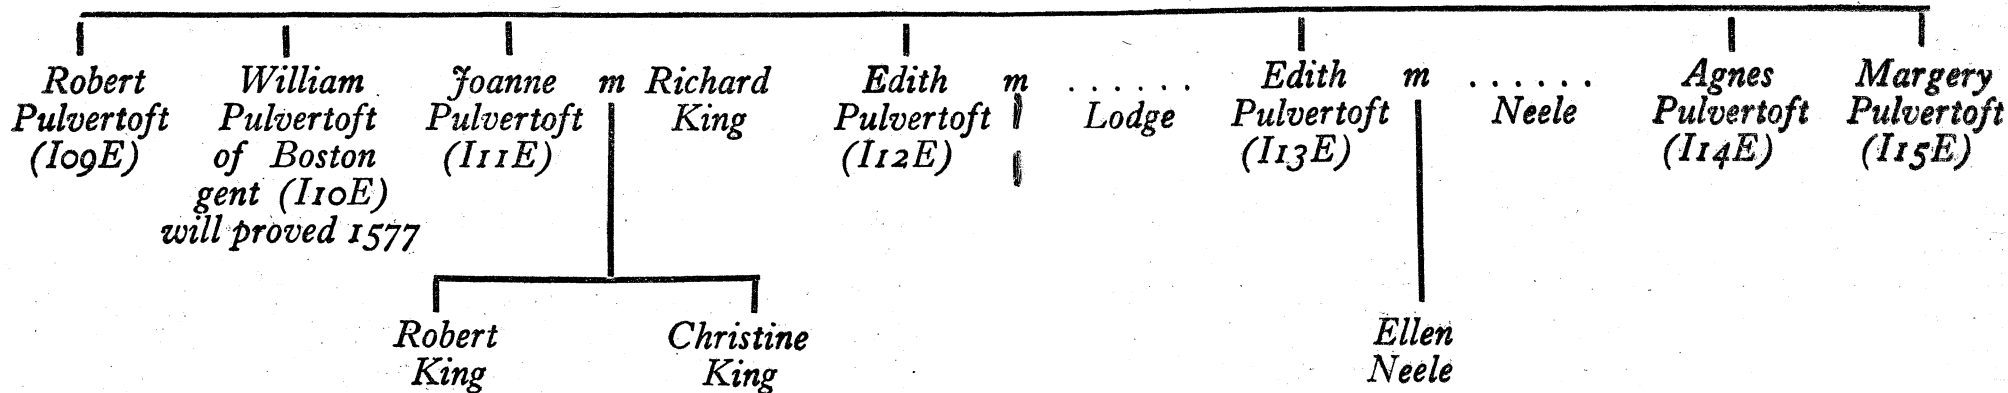 Robert
Pulvertoft
(I09E)
William
Pulvertoft
of Boston
gent (I10E)
will proved 1577
Joanne
Pulvertoft
(I11E)
m
Richard
King
Edith
Pulvertoft
(I12E)
m
. . . . . .
Lodge
Edith
Pulvertoft
(I13E)
m
. . . . . .
Neele
Agnes
Pulvertoft
(I14E)
Margery
Pulvertoft
(I15E)
Robert
King
Christine
King
Ellen
Neele